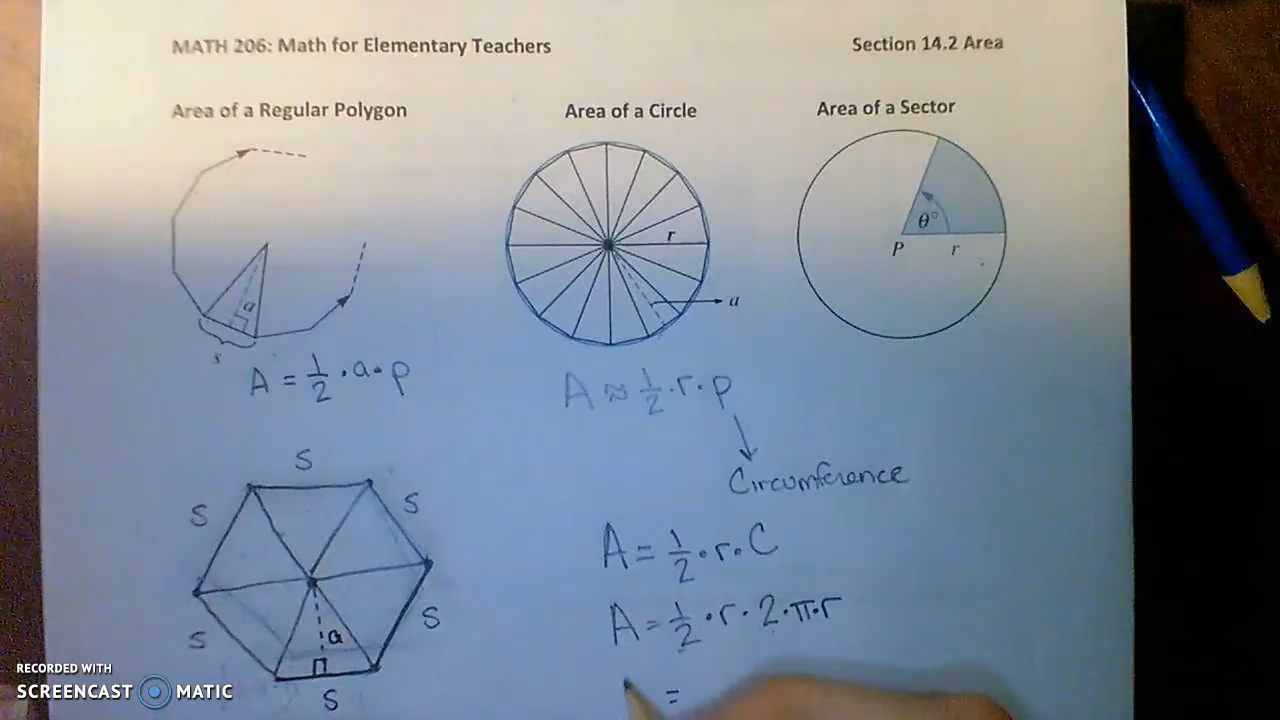 MATH 206: Math for Elementary Teachers
Section 14.2 Area
Area of a Regular Polygon
Area of a Circle
Area of a Sector
θ°
r
P
r
a
a
s
A = 1/2 · a · p
A ≈ 1/2 · r · p
Circumference
S
S
S
A = 1/2 · r · C
A = 1/2 · r · 2 · π · r
S
S
a
=
S
RECORDED WITH
SCREENCAST MATIC